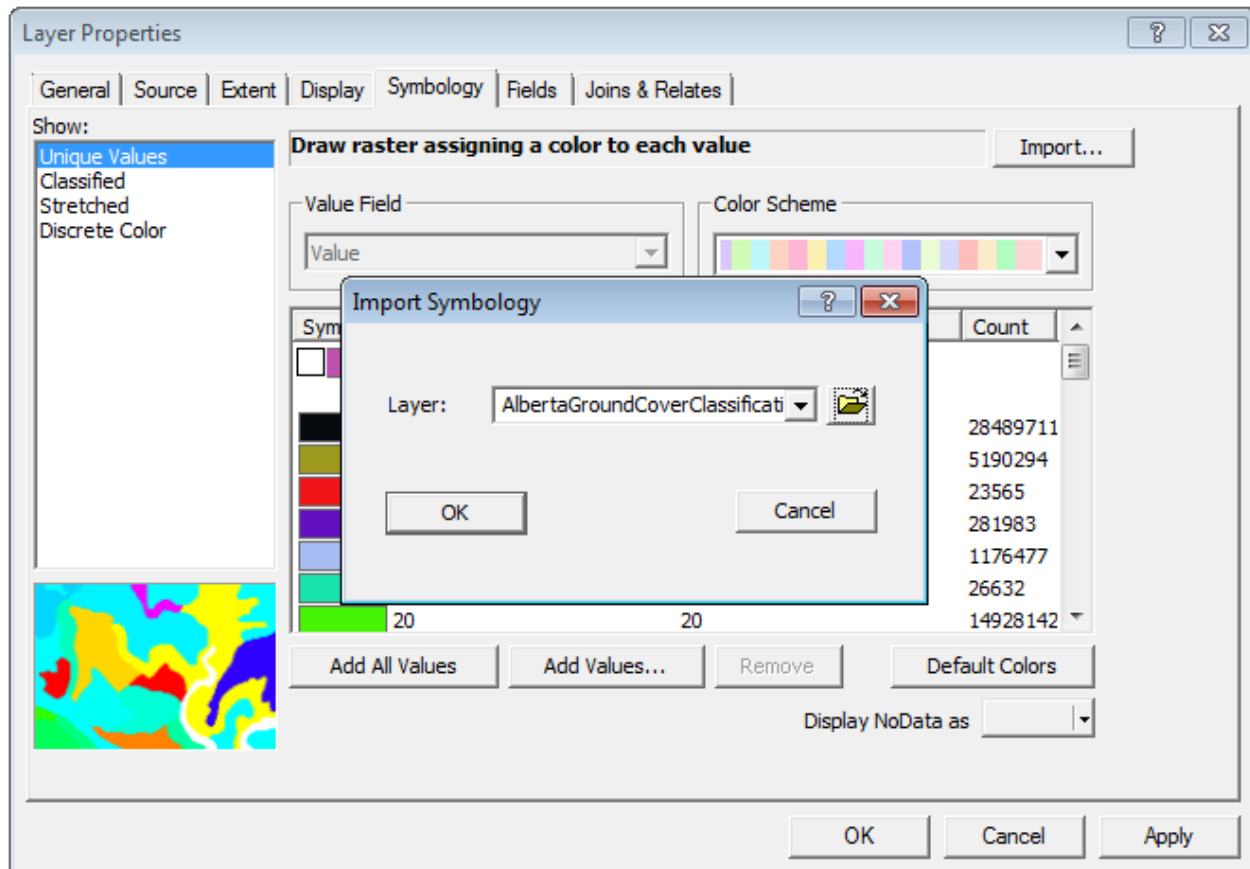 Layer Properties
General Source Extent Display Symbology Fields Joins & Relates
Show:
Unique Values
Classified
Stretched
Discrete Color
Draw raster assigning a color to each value
Import...
Value Field
Value
Color Scheme
Import Symbology
Layer: AlbertaGroundCoverClassificati
OK Cancel
Sym Count
28489711
5190294
23565
281983
1176477
26632
20 20 14928142
Add All Values Add Values... Remove Default Colors
Display NoData as
OK Cancel Apply